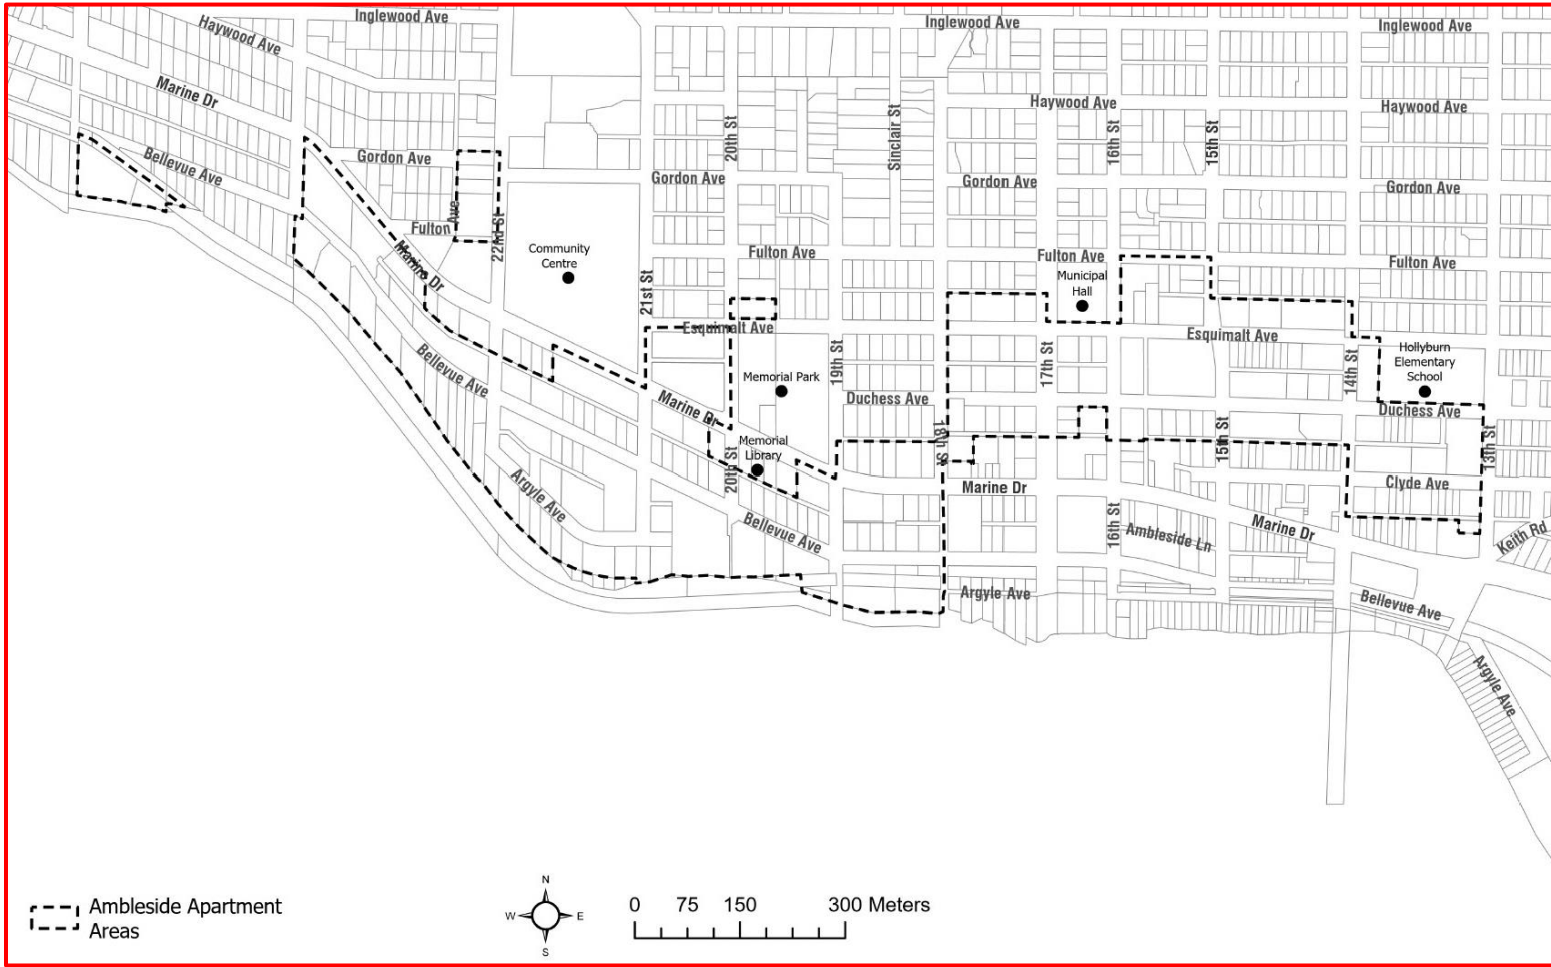 Inglewood Ave
Inglewood Ave
Inglewood Ave
Haywood Ave
Marine Dr
Haywood Ave
Haywood Ave
20th St
Sinclair St
16th St
15th St
Bellevue Ave
Gordon Ave
Gordon Ave
Gordon Ave
Gordon Ave
Fulton Ave
22nd St
Community
Centre
Marine Dr
21st St
Fulton Ave
Fulton Ave
Fulton Ave
Municipal
Hall
Esquimalt Ave
Esquimalt Ave
Hollyburn
Elementary
School
Bellevue Ave
19th St
17th St
14th St
Memorial Park
Marine Dr
Duchess Ave
Duchess Ave
Memorial
Library
20th St
18th St
15th St
13th St
Argyle Ave
Marine Dr
Clyde Ave
Bellevue Ave
16th St
Ambleside Ln
Marine Dr
Keith Rd
Argyle Ave
Bellevue Ave
Argyle Ave
Ambleside Apartment
Areas
N
W E
S
0 75 150 300 Meters